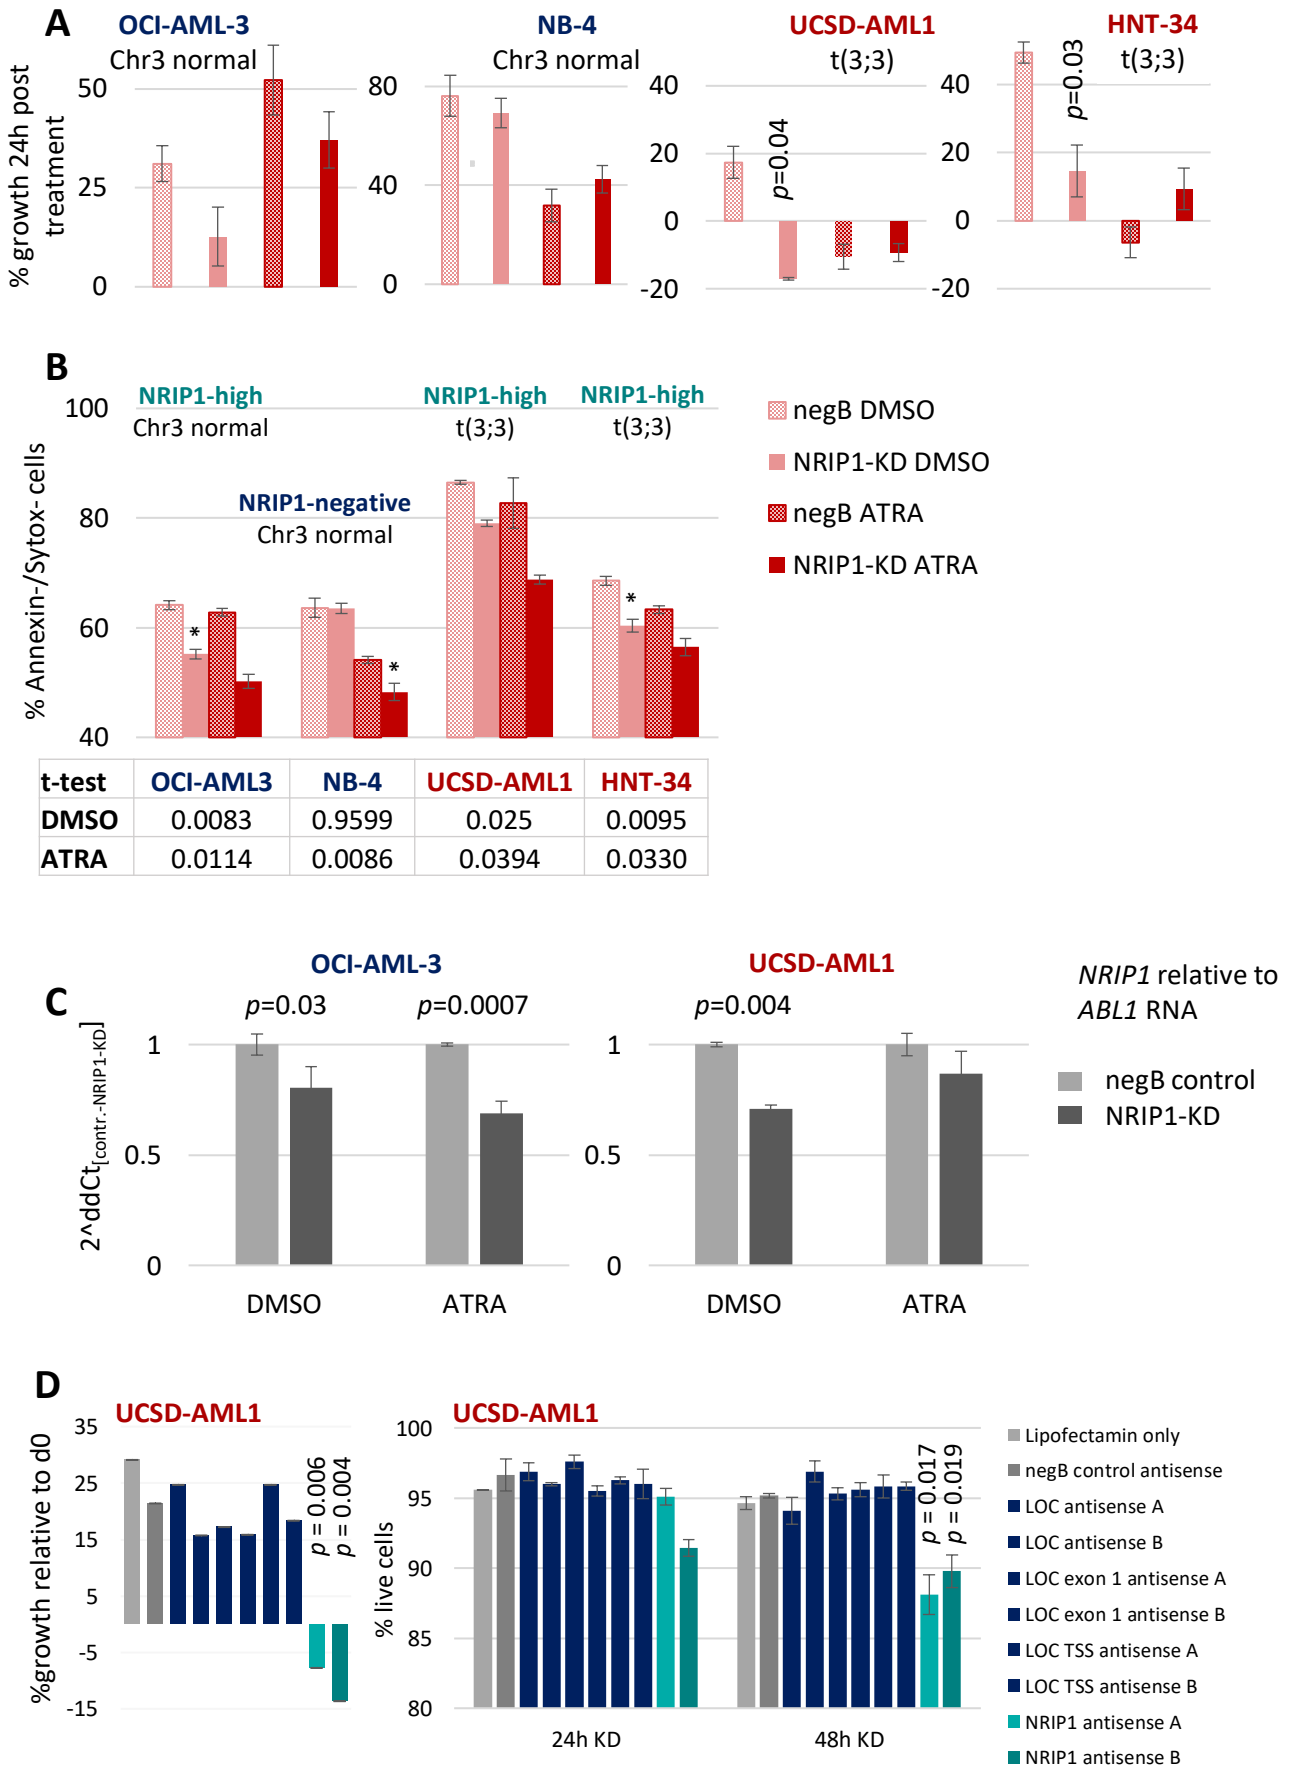 A
OCI-AML-3
Chr3 normal
NB-4
Chr3 normal
UCSD-AML1
t(3;3)
HNT-34
t(3;3)
% growth 24h post
treatment
50
25
0
80
40
0
40
20
0
-20
p=0.04
40
20
0
-20
p=0.03
B
NRIP1-high
Chr3 normal
NRIP1-negative
Chr3 normal
NRIP1-high
t(3;3)
NRIP1-high
t(3;3)
% Annexin-/Sytox- cells
100
80
60
40
*
*
*
negB DMSO
NRIP1-KD DMSO
negB ATRA
NRIP1-KD ATRA
t-test OCI-AML3 NB-4 UCSD-AML1 HNT-34
DMSO 0.0083 0.9599 0.025 0.0095
ATRA 0.0114 0.0086 0.0394 0.0330
C
OCI-AML-3
UCSD-AML1
p=0.03
p=0.0007
p=0.004
2^ddCt[contr.-NRIP1-KD]
1
0.5
0
1
0.5
0
DMSO
ATRA
DMSO
ATRA
NRIP1 relative to
ABL1 RNA
negB control
NRIP1-KD
D
UCSD-AML1
%growth relative to d0
35
25
15
5
-5
-15
p = 0.006
p = 0.004
UCSD-AML1
% live cells
100
95
90
85
80
p = 0.017
p = 0.019
24h KD
48h KD
Lipofectamin only
negB control antisense
LOC antisense A
LOC antisense B
LOC exon 1 antisense A
LOC exon 1 antisense B
LOC TSS antisense A
LOC TSS antisense B
NRIP1 antisense A
NRIP1 antisense B